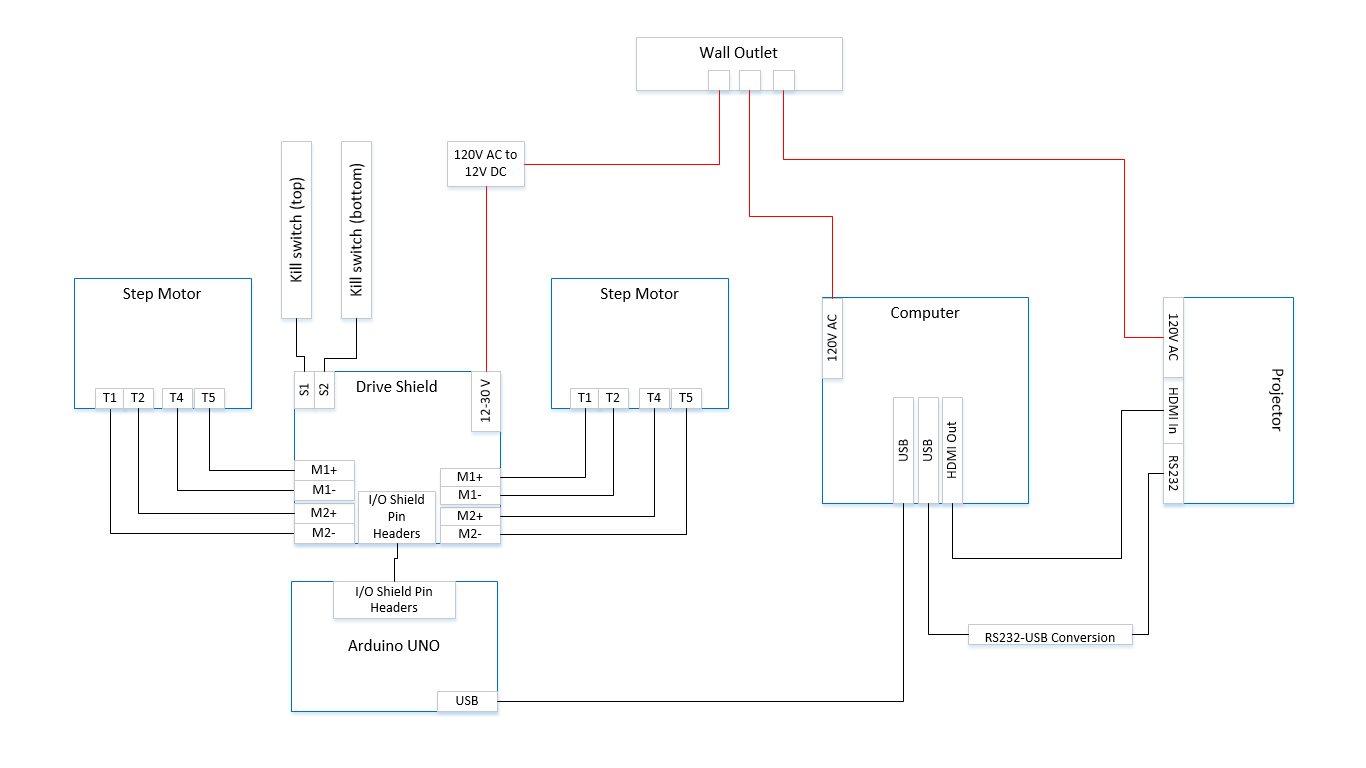 Wall Outlet
120V AC to
12V DC
Kill switch (top)
Kill switch (bottom)
Step Motor
T1
T2
T4
T5
Step Motor
T1
T2
T4
T5
S1
S2
Drive Shield
12-30 V
M1+
M1-
M2+
M2-
I/O Shield
Pin
Headers
M1+
M1-
M2+
M2-
I/O Shield Pin
Headers
Arduino UNO
USB
120V AC
Computer
USB
USB
HDMI Out
120V AC
HDMI In
RS232
Projector
RS232-USB Conversion